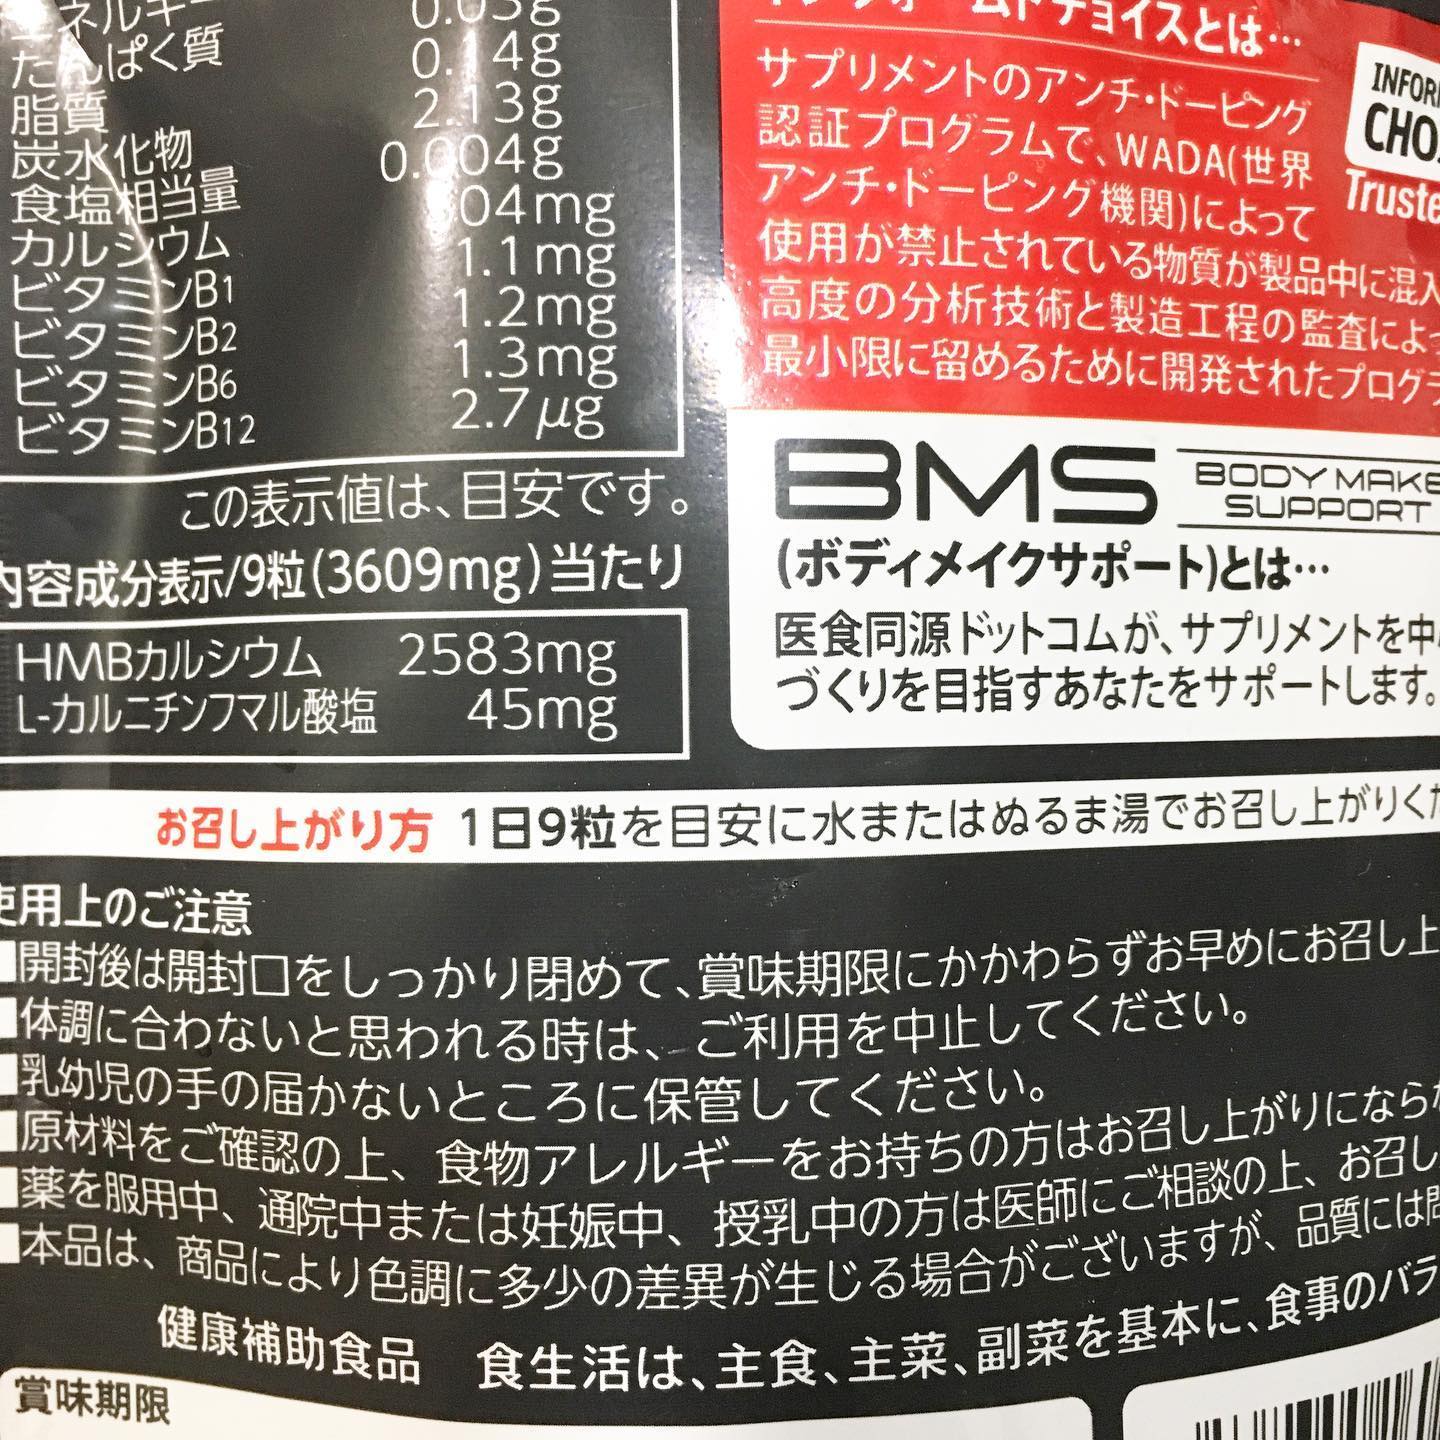 たんぱく質 0.03g
脂質 0.14g
炭水化物 2.13g
食塩相当量 0.004g
カルシウム 04mg
ビタミンB1 1.1mg
ビタミンB2 1.2mg
ビタミンB6 1.3mg
ビタミンB12 2.7μg
この表示値は、目安です。
内容成分表示/9粒(3609mg)当たり
HMBカルシウム 2583mg
L-カルニチンフマル酸塩 45mg
チョイスとは…
サプリメントのアンチ・ドーピング
認証プログラムで、WADA(世界
アンチ・ドーピング機関)によって
使用が禁止されている物質が製品中に混入
高度の分析技術と製造工程の監査によっ
最小限に留めるために開発されたプログラ
INFOR
CHO
Truste
BMS
BODY MAKE
SUPPORT
(ボディメイクサポート)とは…
医食同源ドットコムが、サプリメントを中
づくりを目指すあなたをサポートします。
お召し上がり方 1日9粒を目安に水またはぬるま湯でお召し上がりくだ
使用上のご注意
開封後は開封口をしっかり閉めて、賞味期限にかかわらずお早めにお召し上
体調に合わないと思われる時は、ご利用を中止してください。
乳幼児の手の届かないところに保管してください。
原材料をご確認の上、食物アレルギーをお持ちの方はお召し上がりにならな
薬を服用中、通院中または妊娠中、授乳中の方は医師にご相談の上、お召し
本品は、商品により色調に多少の差異が生じる場合がございますが、品質には問
健康補助食品 食生活は、主食、主菜、副菜を基本に、食事のバラ
賞味期限